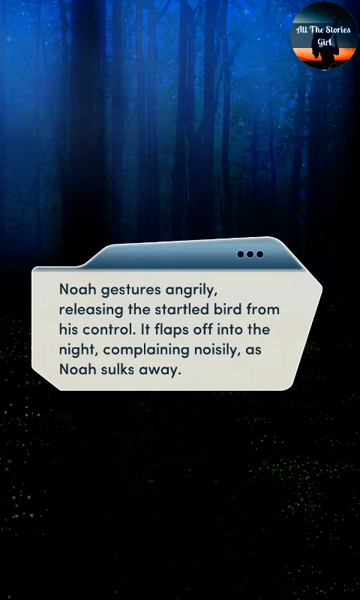 All The Stories
Girl
Noah gestures angrily,
releasing the startled bird from
his control. It flaps off into the
night, complaining noisily, as
Noah sulks away.